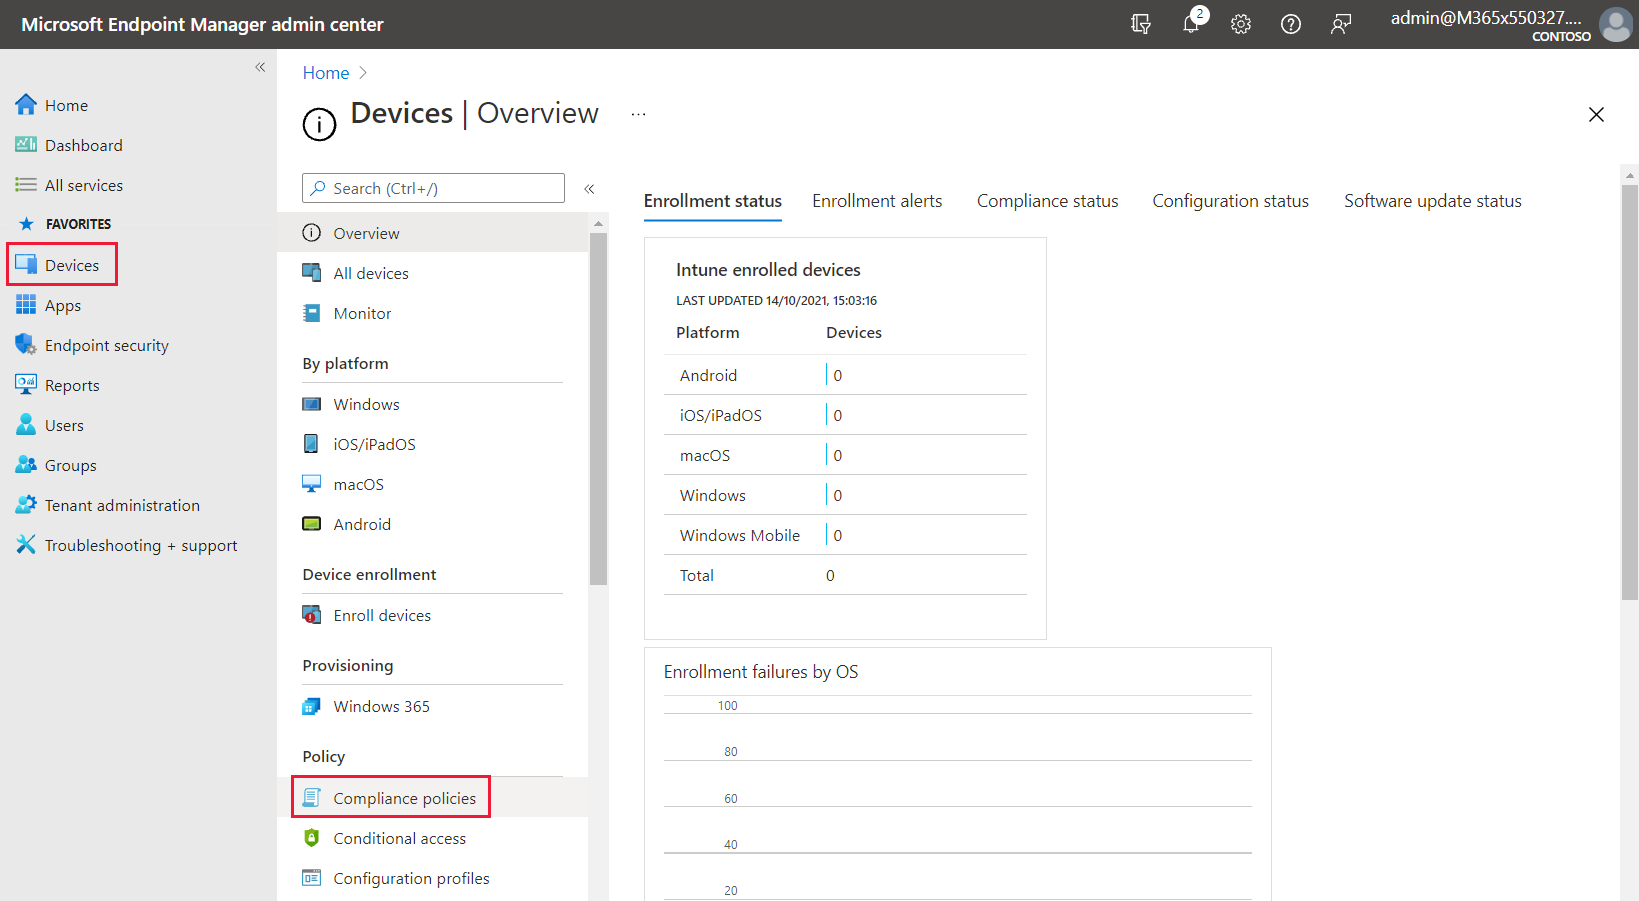 Microsoft Endpoint Manager admin center
2
admin@M365x550327....
CONTOSO
Home
Dashboard
All services
FAVORITES
Devices
Apps
Endpoint security
Reports
Users
Groups
Tenant administration
Troubleshooting + support
Home
Devices | Overview
...
Search (Ctrl+/)
Overview
All devices
Monitor
By platform
Windows
iOS/iPadOS
macOS
Android
Device enrollment
Enroll devices
Provisioning
Windows 365
Policy
Compliance policies
Conditional access
Configuration profiles
Enrollment status Enrollment alerts Compliance status Configuration status Software update status
Intune enrolled devices
LAST UPDATED 14/10/2021, 15:03:16
Platform Devices
Android 0
iOS/iPadOS 0
macOS 0
Windows 0
Windows Mobile 0
Total 0
Enrollment failures by OS
100
80
60
40
20